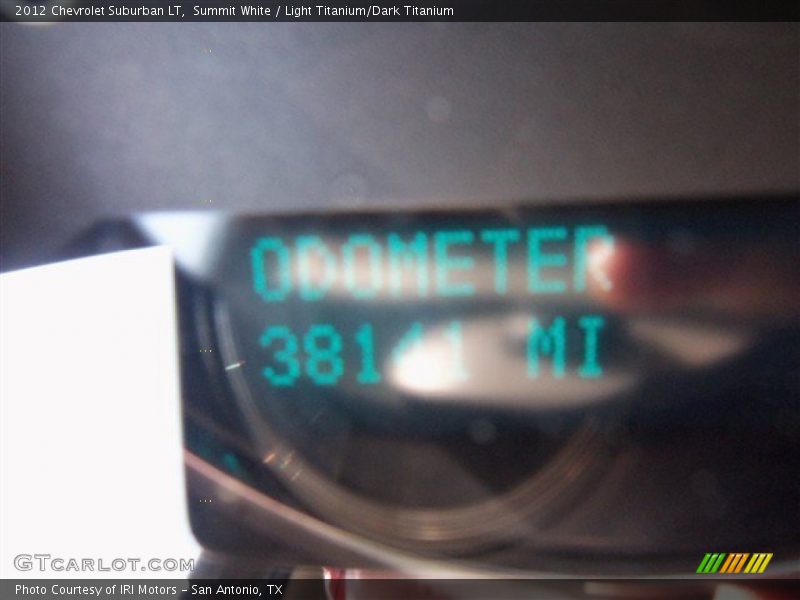 2012 Chevrolet Suburban LT,  Summit White / Light Titanium/Dark Titanium
ODOMETER
MI
GTCARLOT.COM
Photo Courtesy of IRI Motors – San Antonio, TX